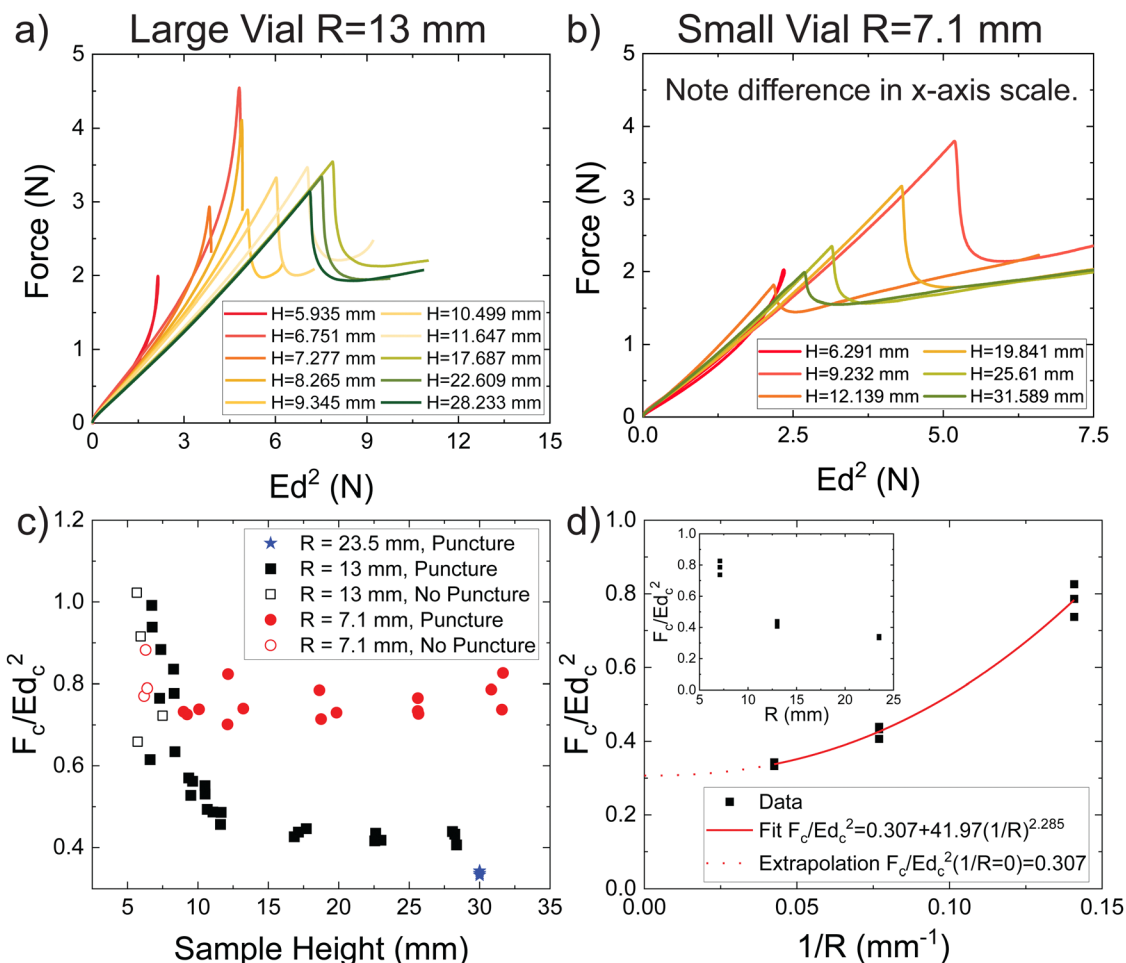 a) Large Vial R=13 mm
5
4
3
2
1
0
Force (N)
H=5.935 mm
H=6.751 mm
H=7.277 mm
H=8.265 mm
H=9.345 mm
H=10.499 mm
H=11.647 mm
H=17.687 mm
H=22.609 mm
H=28.233 mm
0 3 6 9 12 15
Ed² (N)
b) Small Vial R=7.1 mm
Note difference in x-axis scale.
5
4
3
2
1
0
Force (N)
H=6.291 mm
H=9.232 mm
H=12.139 mm
H=19.841 mm
H=25.61 mm
H=31.589 mm
0.0 2.5 5.0 7.5
Ed² (N)
c)
1.2
1.0
0.8
0.6
0.4
F_c/Ed_c²
R = 23.5 mm, Puncture
R = 13 mm, Puncture
R = 13 mm, No Puncture
R = 7.1 mm, Puncture
R = 7.1 mm, No Puncture
5 10 15 20 25 30 35
Sample Height (mm)
d)
1.0
0.8
0.6
0.4
0.2
0.0
F_c/Ed_c²
1.0
0.8
0.6
0.4
0.2
0.0
F_c/Ed_c²
5 10 15 20 25
R (mm)
Data
Fit F_c/Ed_c²=0.307+41.97(1/R)^2.285
Extrapolation F_c/Ed_c²(1/R=0)=0.307
0.00 0.05 0.10 0.15
1/R (mm⁻¹)